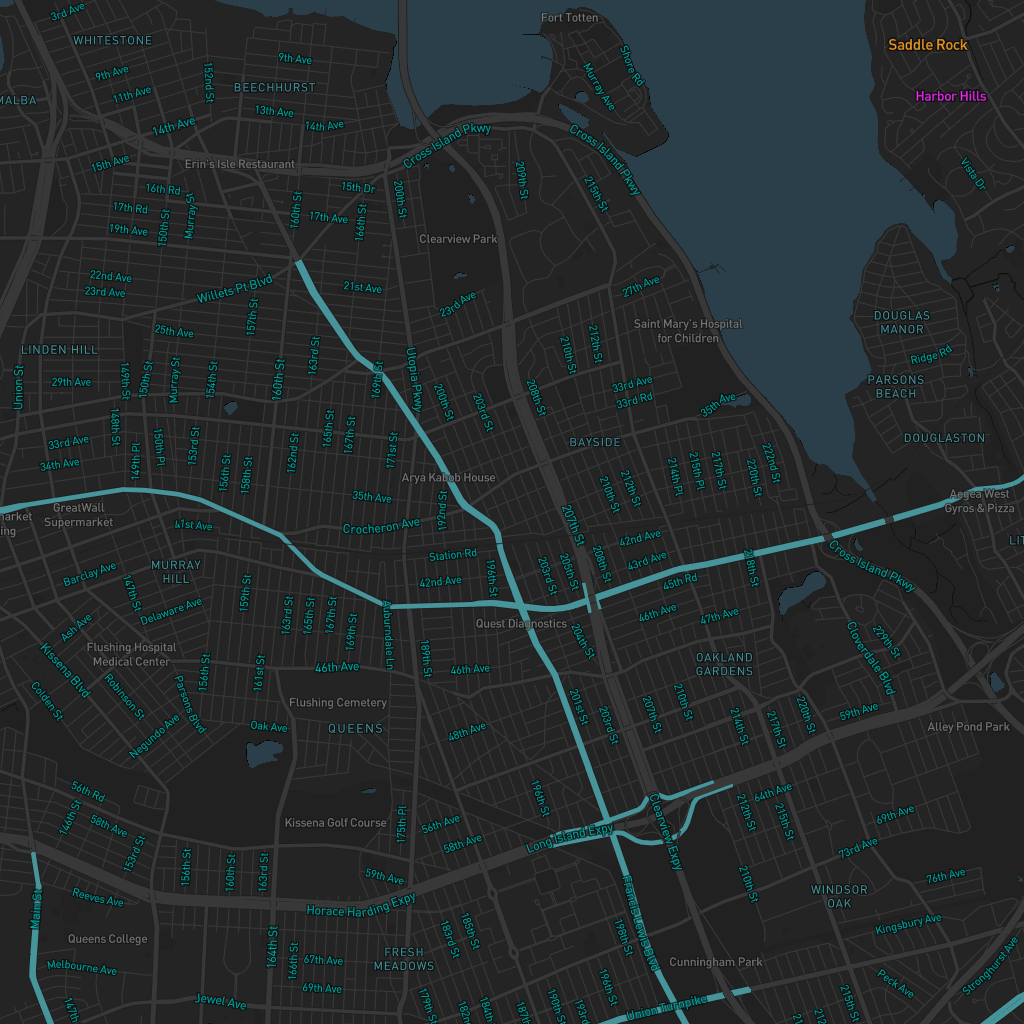 3rd Ave
Fort Totten
WHITESTONE
Saddle Rock
9th Ave
Shore Rd
9th Ave
152nd St
BEECHHURST
Murray Ave
MALBA
11th Ave
Harbor Hills
13th Ave
14th Ave
14th Ave
Cross Island Pkwy
Cross Island Pkwy
15th Ave
Erin's Isle Restaurant
Vista Dr
16th Rd
15th Dr
200th St
209th St
215th St
17th Rd
150th St
Murray St
160th St
17th Ave
166th St
19th Ave
Clearview Park
22nd Ave
23rd Ave
Willets Pt Blvd
21st Ave
23rd Ave
27th Ave
157th St
25th Ave
Saint Mary's Hospital
for Children
DOUGLAS
MANOR
LINDEN HILL
163rd St
210th St
212th St
Ridge Rd
Union St
29th Ave
149th St
150th St
Murray St
154th St
160th St
169th St
Utopia Pkwy
200th St
203rd St
208th St
33rd Ave
33rd Rd
35th Ave
PARSONS
BEACH
148th St
33rd Ave
34th Ave
149th Pl
150th Pl
153rd St
156th St
158th St
162nd St
165th St
167th St
171st St
BAYSIDE
DOUGLASTON
214th Pl
215th Pl
217th St
220th St
222nd St
Arya Kabob House
210th St
212th St
35th Ave
192nd St
Aegea West
Gyros & Pizza
GreatWall
Supermarket
market
41st Ave
Crocheron Ave
207th St
42nd Ave
43rd Ave
Station Rd
196th St
203rd St
205th St
208th St
218th St
Cross Island Pkwy
MURRAY
HILL
Barclay Ave
147th St
42nd Ave
45th Rd
159th St
Delaware Ave
163rd St
165th St
167th St
169th St
Auburndale Ln
46th Ave
47th Ave
Ash Ave
Quest Diagnostics
204th St
Flushing Hospital
Medical Center
189th St
OAKLAND
GARDENS
229th St
Cloverdale Blvd
Kissena Blvd
156th St
161st St
46th Ave
46th Ave
Colden St
Robinson St
Parsons Blvd
Flushing Cemetery
201st St
203rd St
207th St
210th St
59th Ave
Negundo Ave
Oak Ave
QUEENS
48th Ave
214th St
217th St
220th St
Alley Pond Park
56th Rd
146th St
58th Ave
196th St
64th Ave
212th St
215th St
69th Ave
Kissena Golf Course
175th Pl
56th Ave
Long Island Expy
Clearview Expy
58th Ave
73rd Ave
153rd St
156th St
160th St
163rd St
59th Ave
210th St
76th Ave
Main St
Reeves Ave
Horace Harding Expy
Francis Lewis Blvd
WINDSOR
OAK
Queens College
164th St
183rd St
185th St
198th St
Kingsbury Ave
166th St
67th Ave
FRESH
MEADOWS
Cunningham Park
Stronghurst Ave
Melbourne Ave
69th Ave
196th St
Peck Ave
Jewel Ave
147th
179th St
182nd
184th St
187th
190th St
193rd
Union Turnpike
215th St